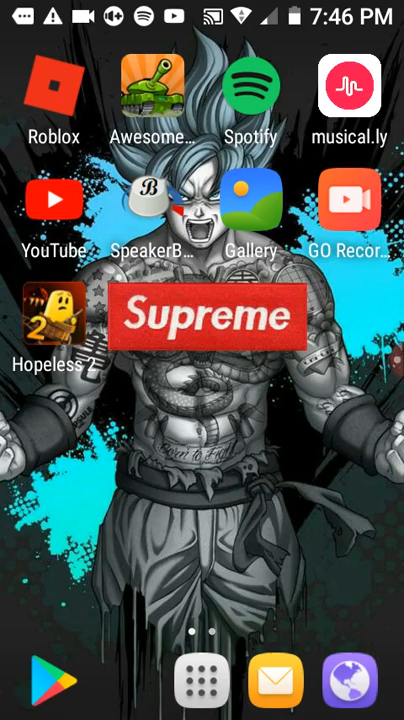 7:46 PM
Roblox
Awesome...
Spotify
musical.ly
YouTube
SpeakerB...
Gallery
GO Recor...
B
2
Supreme
Hopeless 2
Born to Fight